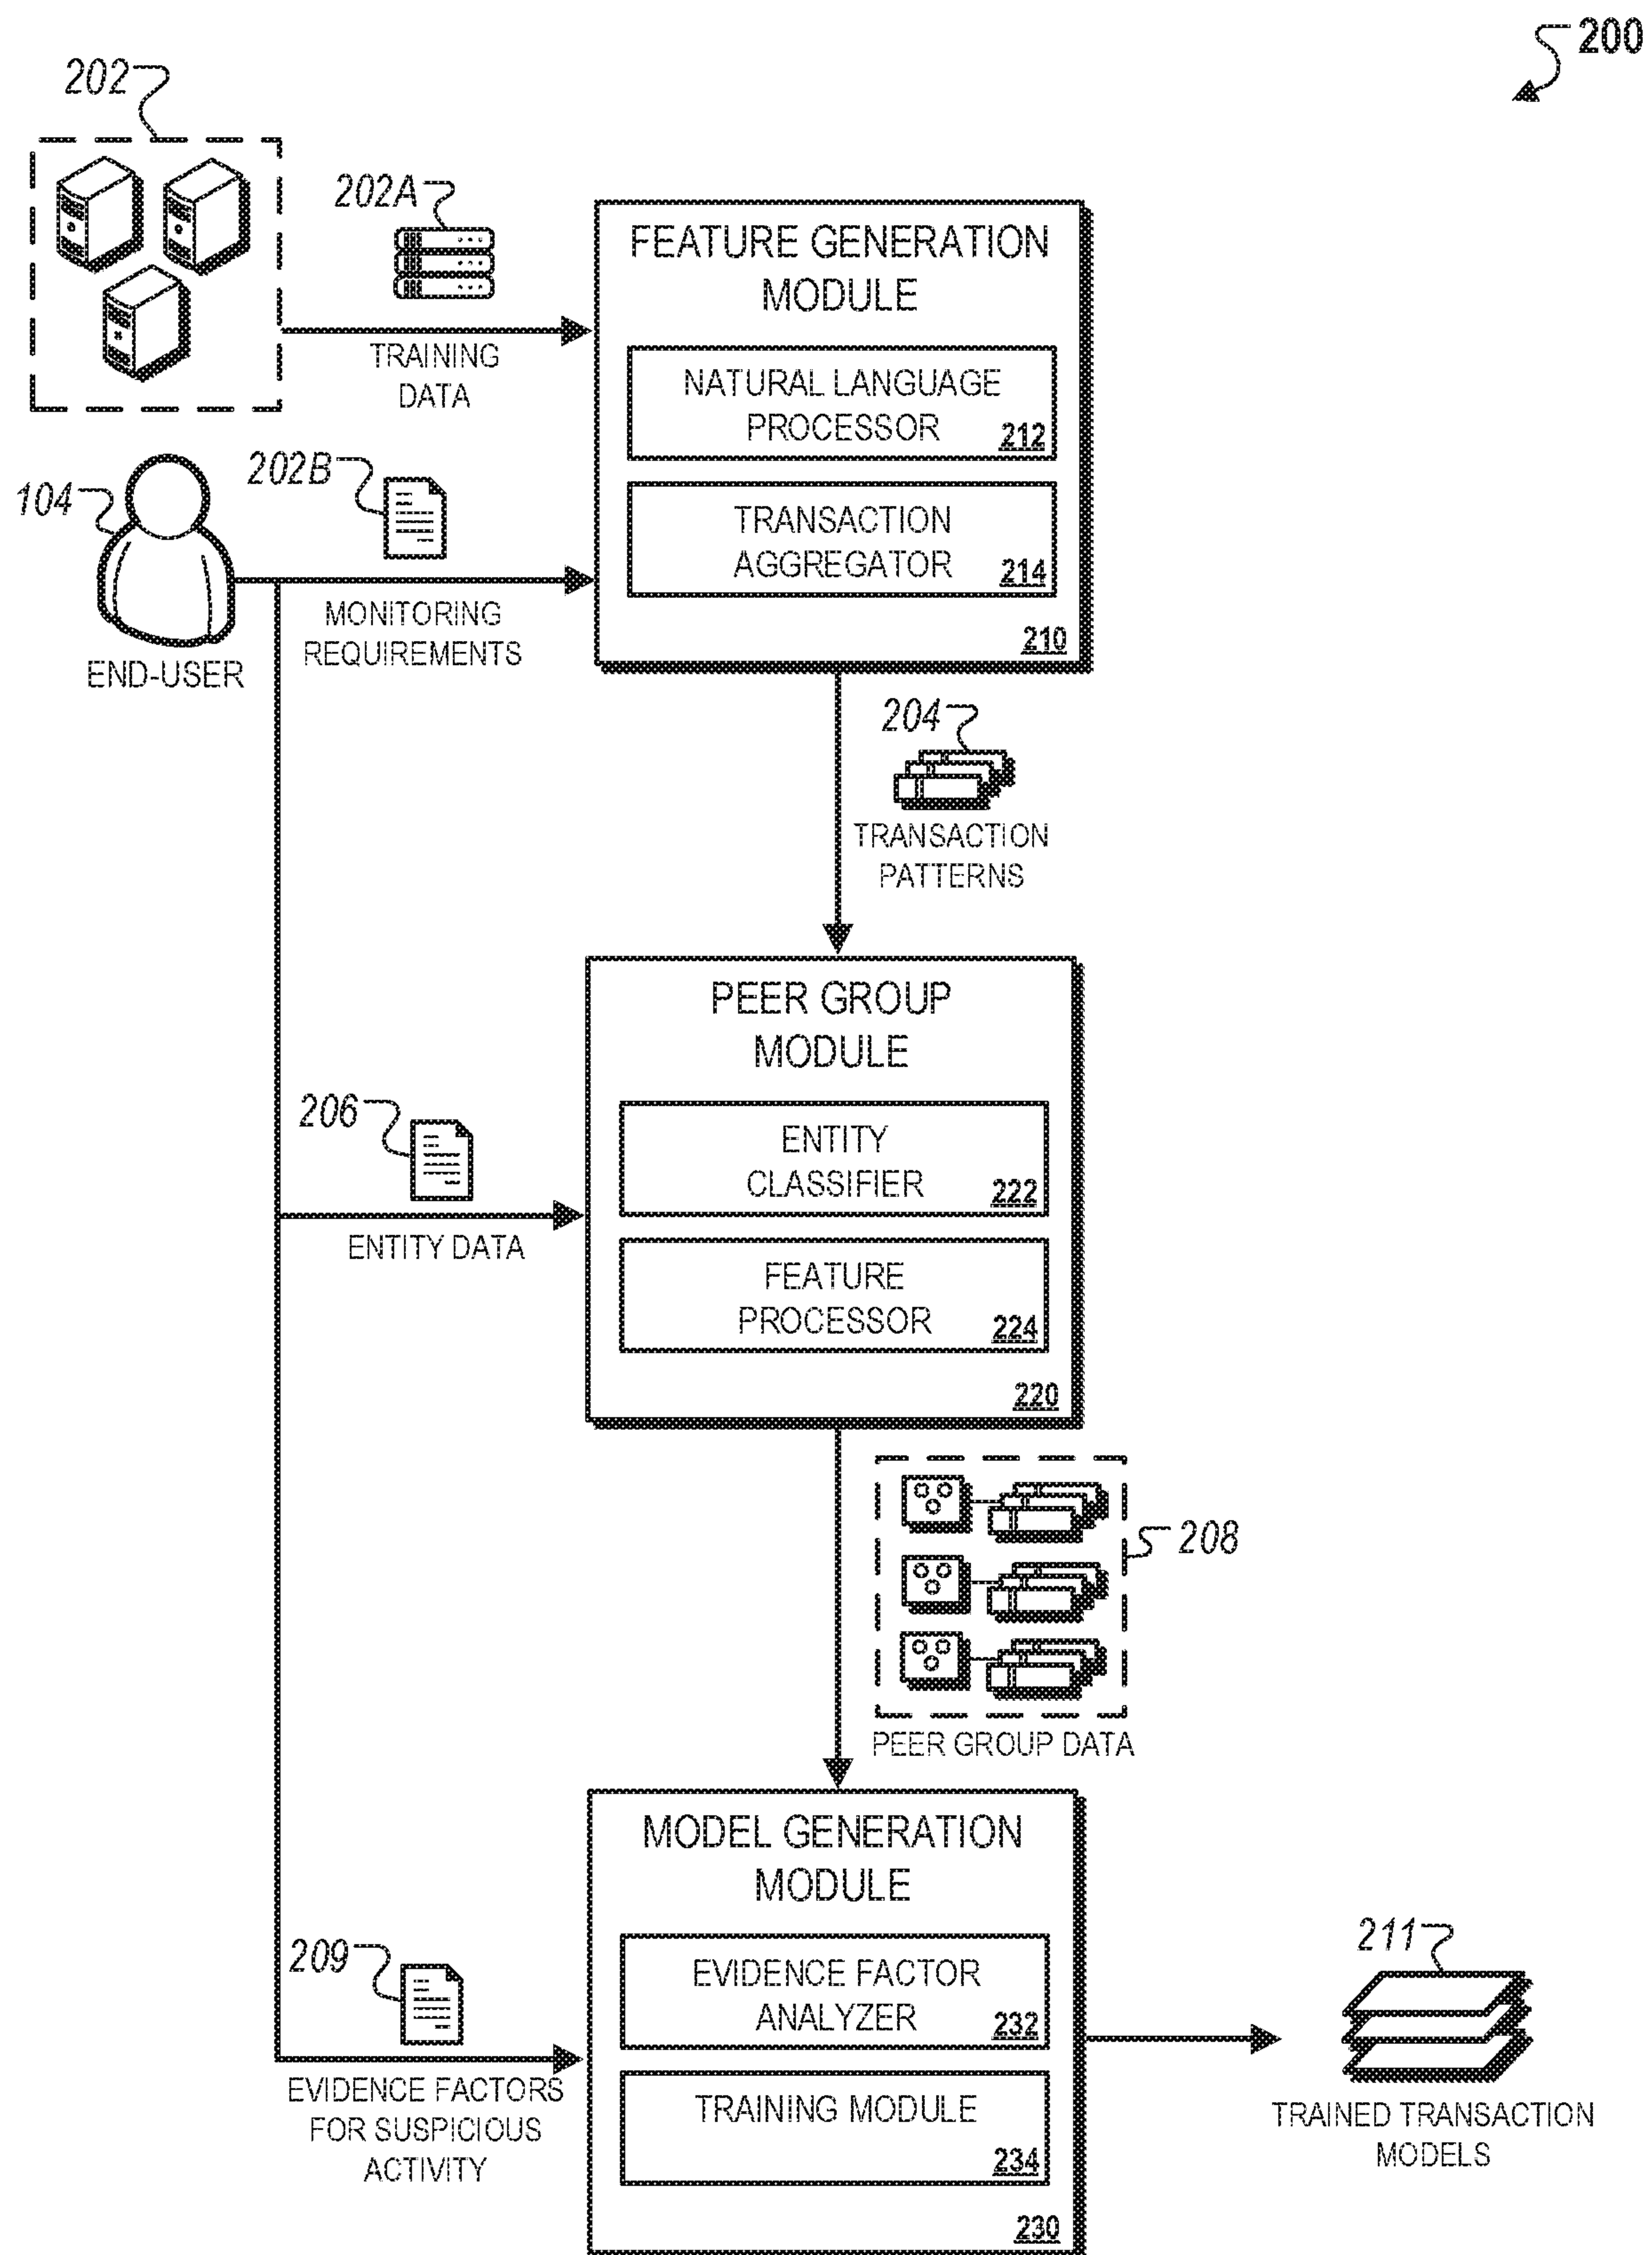 200
202
202A
FEATURE GENERATION
MODULE
TRAINING
DATA
NATURAL LANGUAGE
PROCESSOR 212
202B
104
TRANSACTION
AGGREGATOR 214
MONITORING
REQUIREMENTS
210
END-USER
204
TRANSACTION
PATTERNS
PEER GROUP
MODULE
206
ENTITY
CLASSIFIER 222
ENTITY DATA
FEATURE
PROCESSOR 224
220
208
PEER GROUP DATA
MODEL GENERATION
MODULE
209
EVIDENCE FACTOR
ANALYZER 232
211
EVIDENCE FACTORS
FOR SUSPICIOUS
ACTIVITY
TRAINING MODULE
234
TRAINED TRANSACTION
MODELS
230